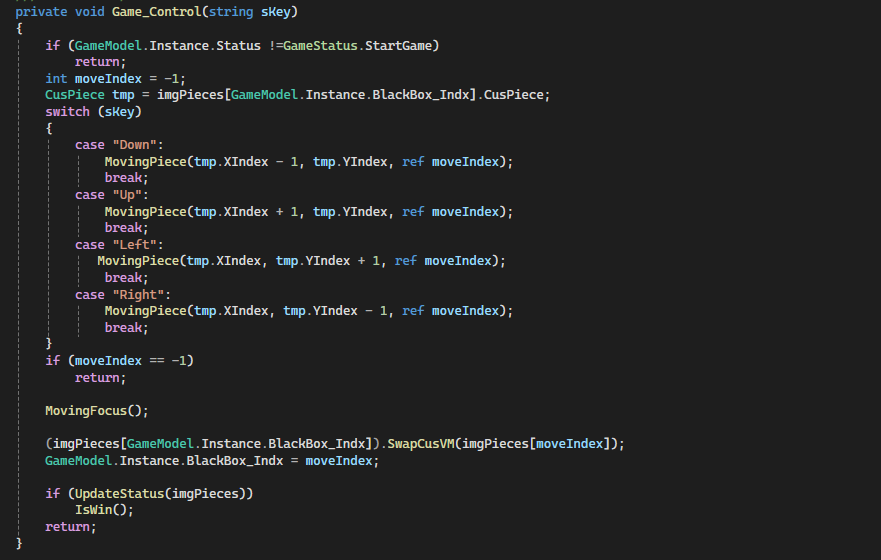 private void Game_Control(string sKey)
{
if (GameModel.Instance.Status !=GameStatus.StartGame)
return;
int moveIndex = -1;
CusPiece tmp = imgPieces[GameModel.Instance.BlackBox_Indx].CusPiece;
switch (sKey)
{
case "Down":
MovingPiece(tmp.XIndex - 1, tmp.YIndex, ref moveIndex);
break;
case "Up":
MovingPiece(tmp.XIndex + 1, tmp.YIndex, ref moveIndex);
break;
case "Left":
MovingPiece(tmp.XIndex, tmp.YIndex + 1, ref moveIndex);
break;
case "Right":
MovingPiece(tmp.XIndex, tmp.YIndex - 1, ref moveIndex);
break;
}
if (moveIndex == -1)
return;
MovingFocus();
(imgPieces[GameModel.Instance.BlackBox_Indx]).SwapCusVM(imgPieces[moveIndex]);
GameModel.Instance.BlackBox_Indx = moveIndex;
if (UpdateStatus(imgPieces))
IsWin();
return;
}